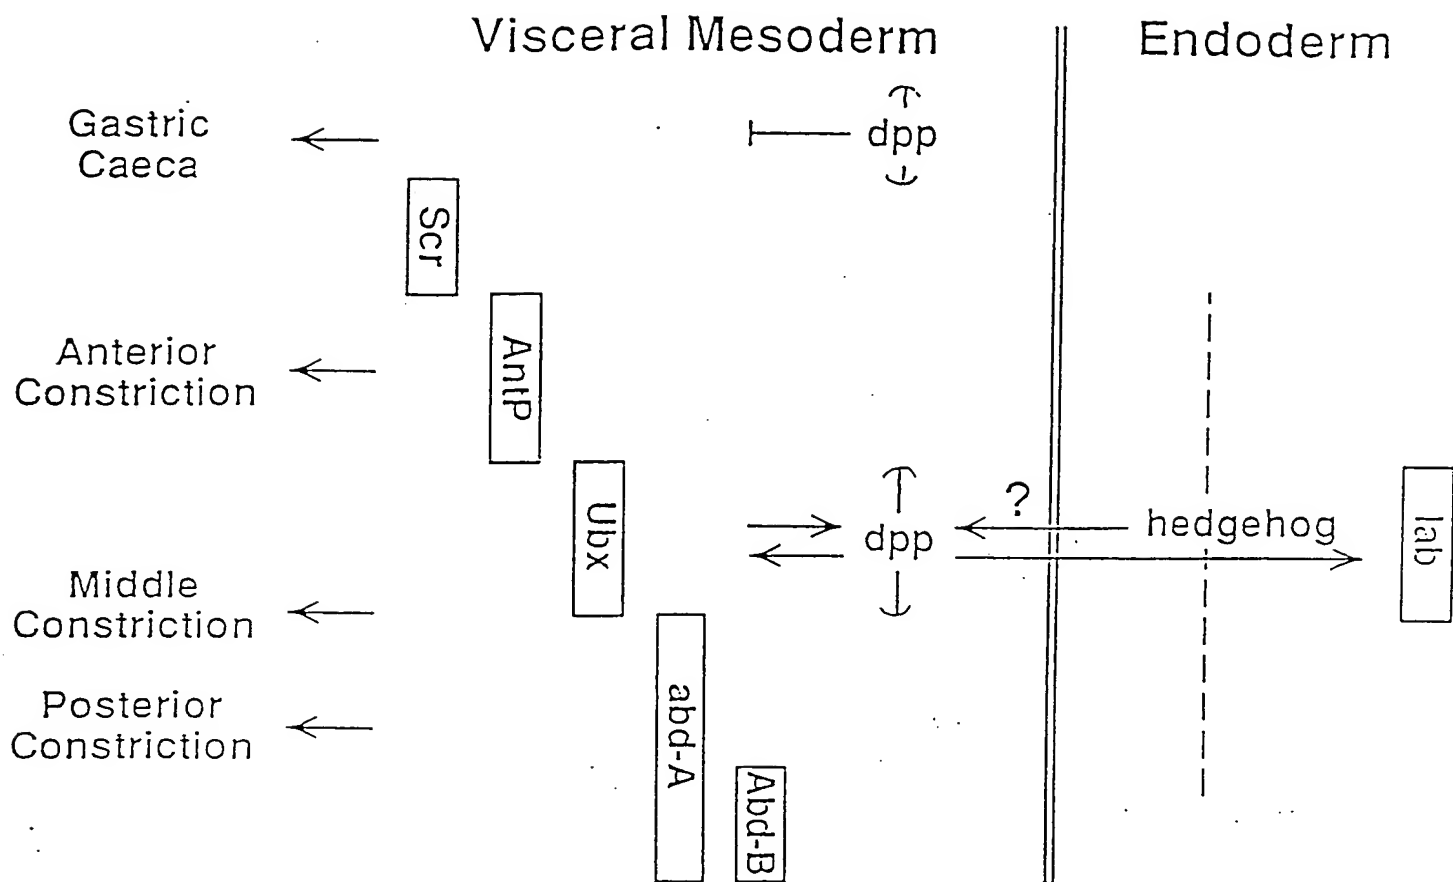 Visceral Mesoderm
Endoderm
Gastric
Caeca
dpp
Scr
Anterior
Constriction
AntP
Ubx
?
dpp
hedgehog
lab
Middle
Constriction
Posterior
Constriction
abd-A
Abd-B